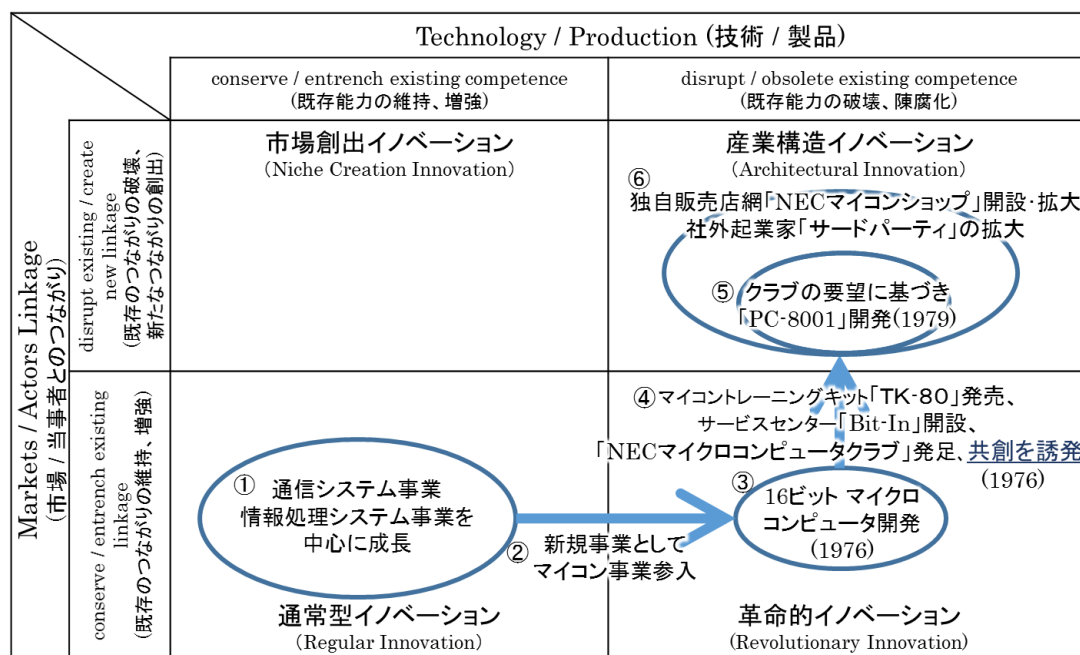 Technology / Production (技術 / 製品)
conserve / entrench existing competence
(既存能力の維持、増強)
disrupt / obsolete existing competence
(既存能力の破壊、陳腐化)
Markets / Actors Linkage
(市場 / 当事者とのつながり)
disrupt existing / create
new linkage
(既存のつながりの破壊、
新たなつながりの創出)
市場創出イノベーション
(Niche Creation Innovation)
産業構造イノベーション
(Architectural Innovation)
⑥
独自販売店網「NECマイコンショップ」開設・拡大
社外起業家「サードパーティ」の拡大
⑤ クラブの要望に基づき
「PC-8001」開発(1979)
conserve / entrench existing
linkage
(既存のつながりの維持、増強)
① 通信システム事業
情報処理システム事業を
中心に成長
② 新規事業として
マイコン事業参入
通常型イノベーション
(Regular Innovation)
④マイコントレーニングキット「TK-80」発売、
サービスセンター「Bit-In」開設、
「NECマイクロコンピュータクラブ」発足、共創を誘発
(1976)
③ 16ビット マイクロ
コンピュータ開発
(1976)
革命的イノベーション
(Revolutionary Innovation)